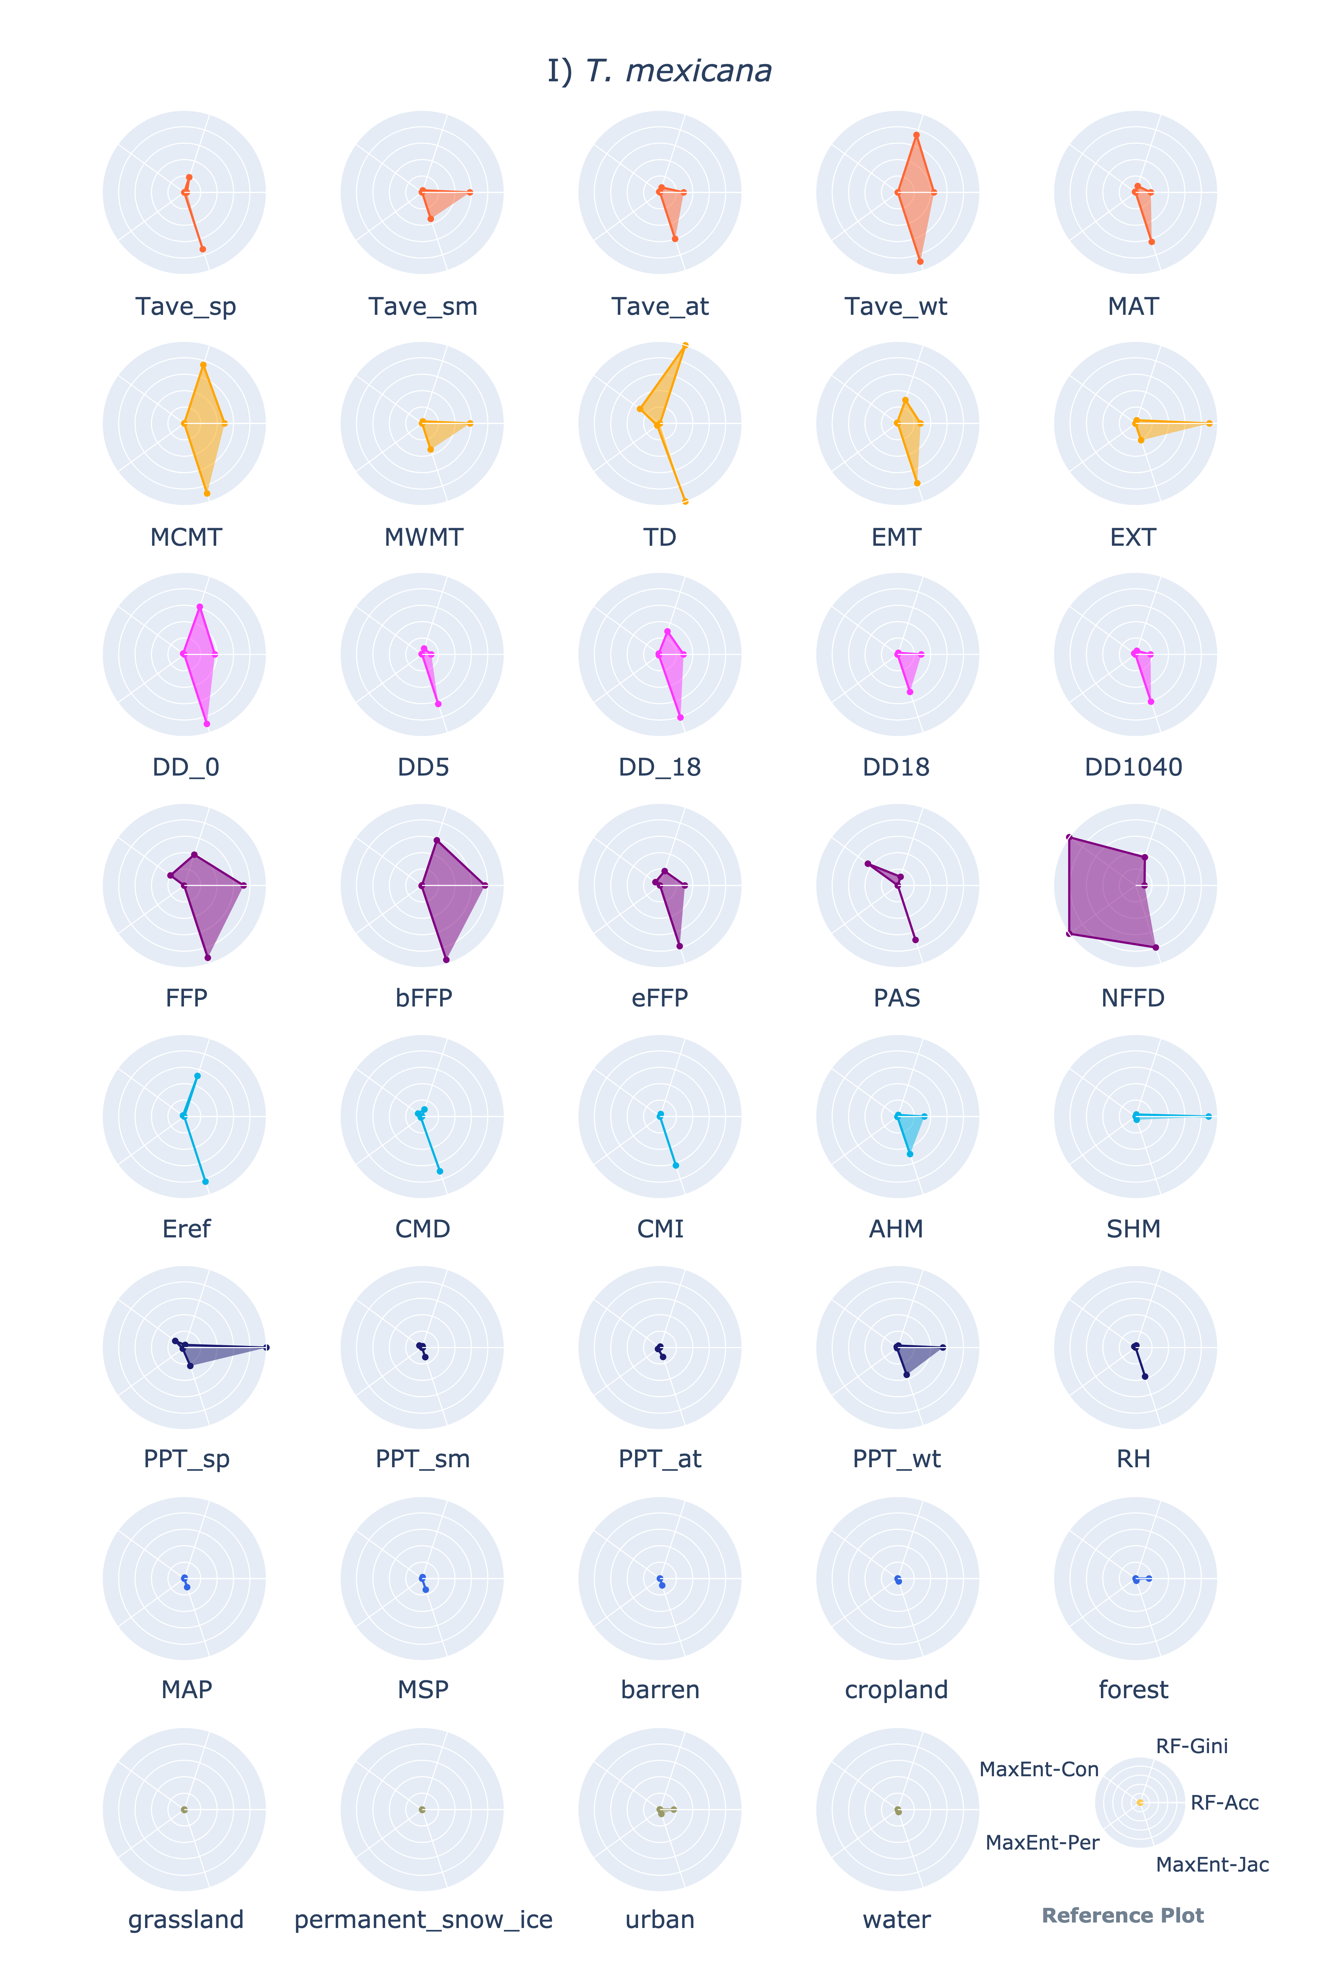 I) T. mexicana
Tave_sp Tave_sm Tave_at Tave_wt MAT
MCMT MWMT TD EMT EXT
DD_0 DD5 DD_18 DD18 DD1040
FFP bFFP eFFP PAS NFFD
Eref CMD CMI AHM SHM
PPT_sp PPT_sm PPT_at PPT_wt RH
MAP MSP barren cropland forest
RF-Gini
MaxEnt-Con
RF-Acc
MaxEnt-Per
MaxEnt-Jac
grassland permanent_snow_ice urban water Reference Plot